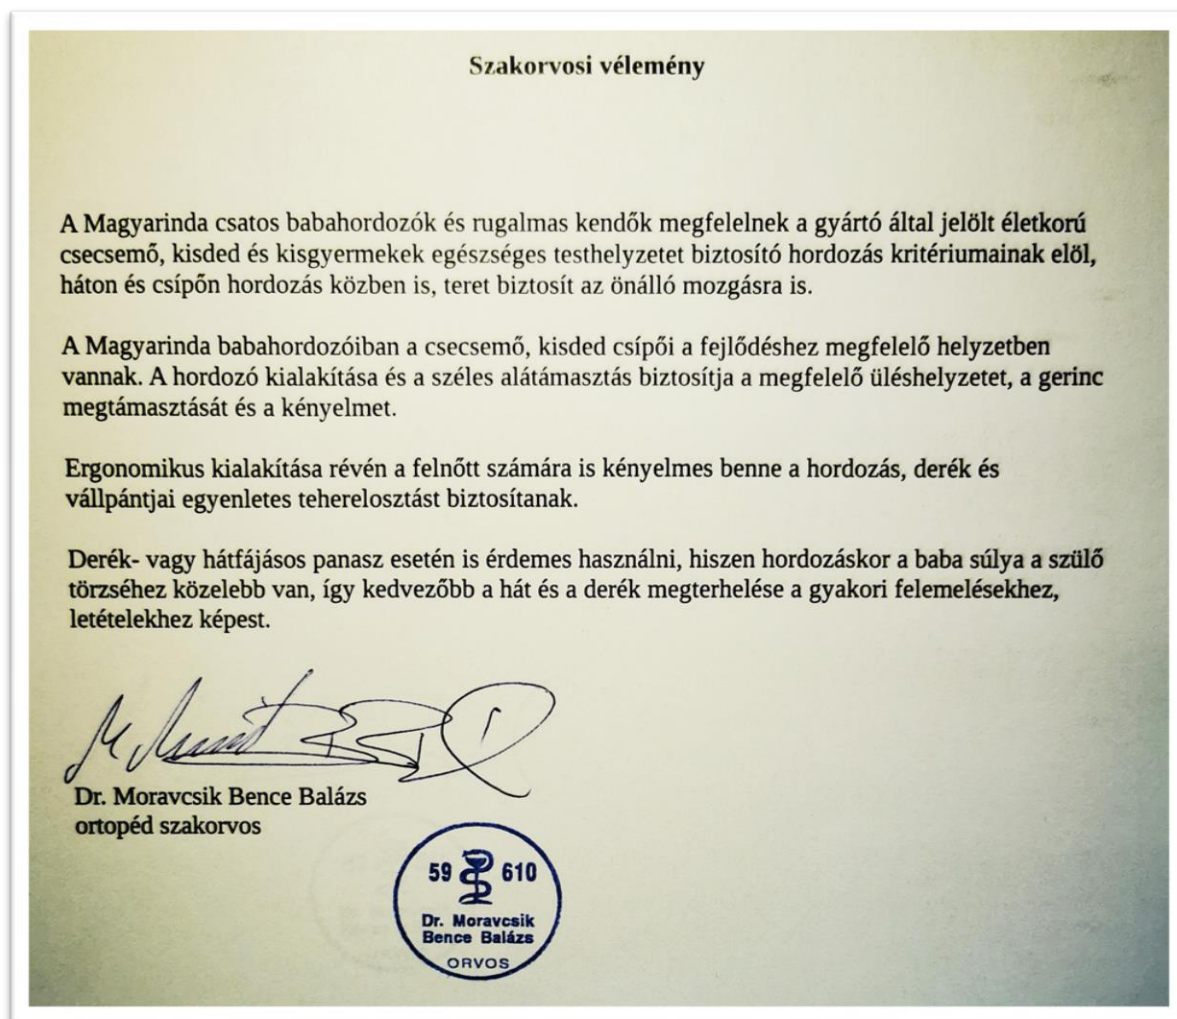 Szakorvosi vélemény
A Magyarinda csatos babahordozók és rugalmas kendők megfelelnek a gyártó által jelölt életkorú
csecsemő, kisded és kisgyermekek egészséges testhelyzetet biztosító hordozás kritériumainak elöl,
háton és csípőn hordozás közben is, teret biztosít az önálló mozgásra is.
A Magyarinda babahordozóiban a csecsemő, kisded csípői a fejlődéshez megfelelő helyzetben
vannak. A hordozó kialakítása és a széles alátámasztás biztosítja a megfelelő üléshelyzetet, a gerinc
megtámasztását és a kényelmet.
Ergonomikus kialakítása révén a felnőtt számára is kényelmes benne a hordozás, derék és
vállpántjai egyenletes teherelosztást biztosítanak.
Derék- vagy hátfájásos panasz esetén is érdemes használni, hiszen hordozáskor a baba súlya a szülő
törzséhez közelebb van, így kedvezőbb a hát és a derék megterhelése a gyakori felemelésekhez,
letételekhez képest.
Dr. Moravcsik Bence Balázs
ortopéd szakorvos
59 610
Dr. Moravcsik
Bence Balázs
ORVOS